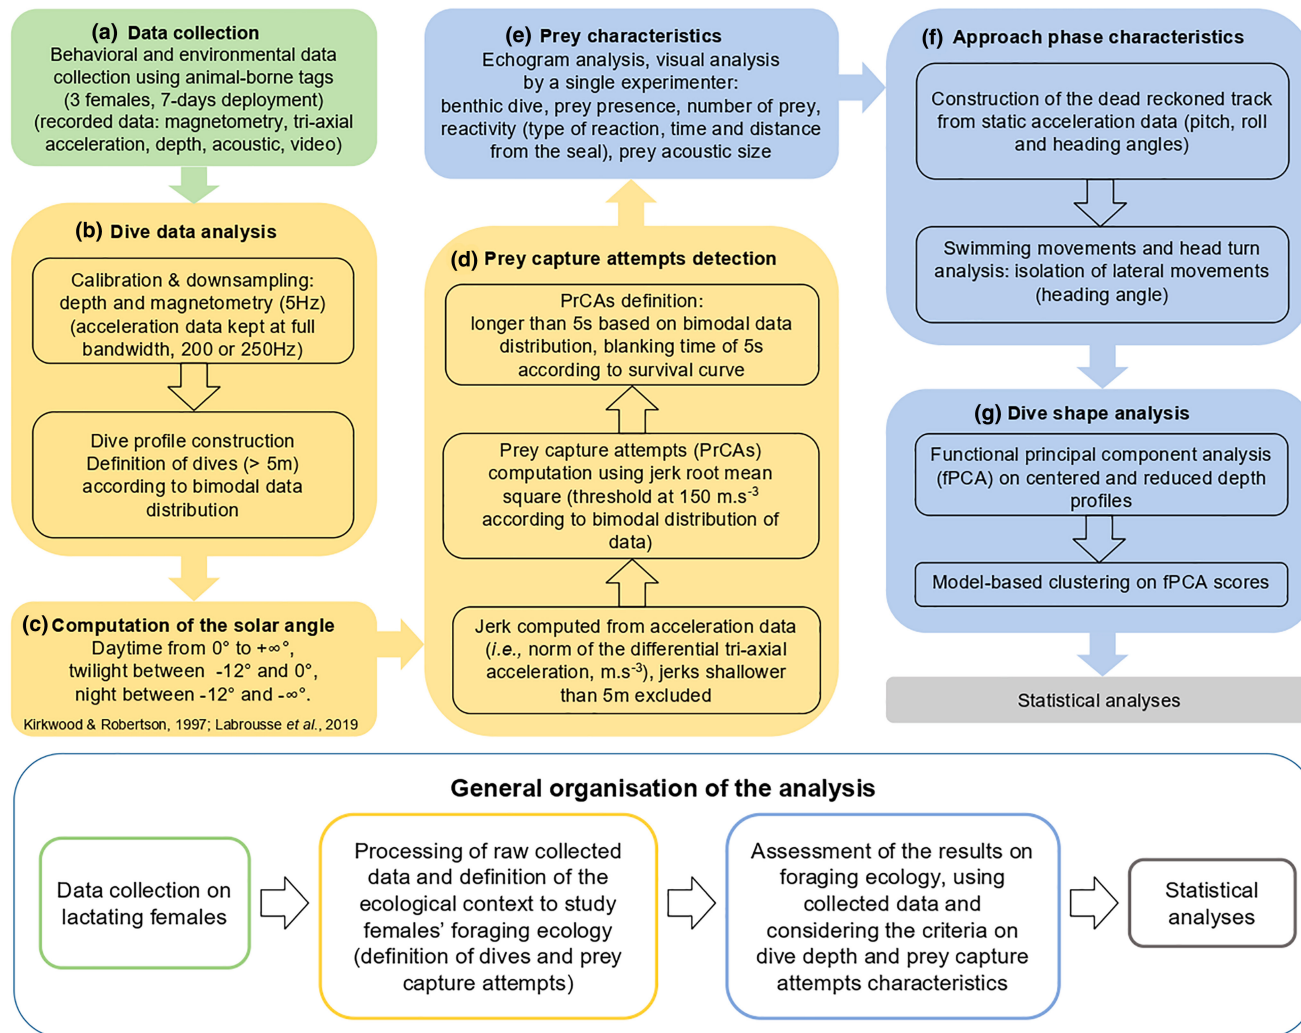 (a) Data collection
Behavioral and environmental data
collection using animal-borne tags
(3 females, 7-days deployment)
(recorded data: magnetometry, tri-axial
acceleration, depth, acoustic, video)
(b) Dive data analysis
Calibration & downsampling:
depth and magnetometry (5Hz)
(acceleration data kept at full
bandwidth, 200 or 250Hz)
Dive profile construction
Definition of dives (> 5m)
according to bimodal data
distribution
(c) Computation of the solar angle
Daytime from 0° to +∞°,
twilight between -12° and 0°,
night between -12° and -∞°.
Kirkwood & Robertson, 1997; Labrousse et al., 2019
(d) Prey capture attempts detection
PrCAs definition:
longer than 5s based on bimodal data
distribution, blanking time of 5s
according to survival curve
Prey capture attempts (PrCAs)
computation using jerk root mean
square (threshold at 150 m.s⁻³
according to bimodal distribution of
data)
Jerk computed from acceleration data
(i.e., norm of the differential tri-axial
acceleration, m.s⁻³), jerks shallower
than 5m excluded
(e) Prey characteristics
Echogram analysis, visual analysis
by a single experimenter:
benthic dive, prey presence, number of prey,
reactivity (type of reaction, time and distance
from the seal), prey acoustic size
(f) Approach phase characteristics
Construction of the dead reckoned track
from static acceleration data (pitch, roll
and heading angles)
Swimming movements and head turn
analysis: isolation of lateral movements
(heading angle)
(g) Dive shape analysis
Functional principal component analysis
(fPCA) on centered and reduced depth
profiles
Model-based clustering on fPCA scores
Statistical analyses
General organisation of the analysis
Data collection on
lactating females
Processing of raw collected
data and definition of the
ecological context to study
females' foraging ecology
(definition of dives and prey
capture attempts)
Assessment of the results on
foraging ecology, using
collected data and
considering the criteria on
dive depth and prey capture
attempts characteristics
Statistical
analyses